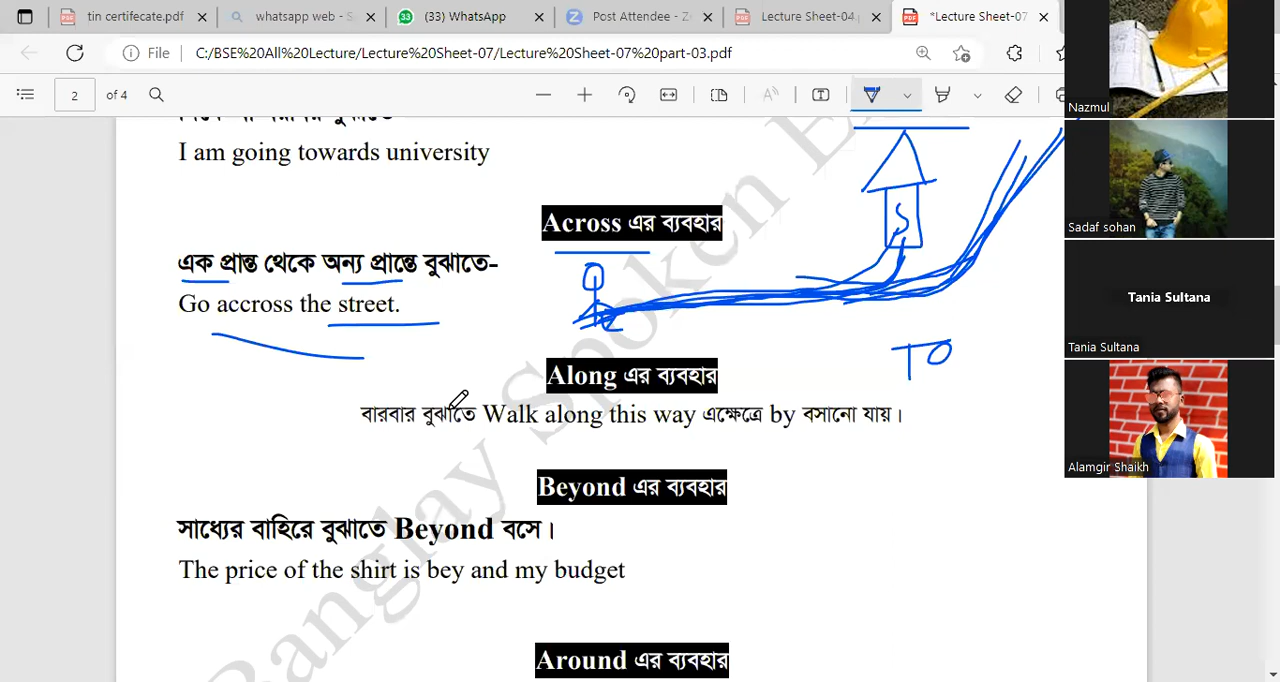 tin certifecate.pdf
whatsapp web - S
(33) WhatsApp
Post Attendee - Z
Lecture Sheet-04
*Lecture Sheet-07
File C:/BSE%20All%20Lecture/Lecture%20Sheet-07/Lecture%20Sheet-07%20part-03.pdf
2 of 4
I am going towards university
Across এর ব্যবহার
এক প্রান্ত থেকে অন্য প্রান্তে বুঝাতে-
Go accross the street.
S
TO
Along এর ব্যবহার
বারবার বুঝাতে Walk along this way এক্ষেত্রে by বসানো যায়।
Beyond এর ব্যবহার
সাধ্যের বাহিরে বুঝাতে Beyond বসে।
The price of the shirt is bey and my budget
Around এর ব্যবহার
Banglay Spoken E
Nazmul
Sadaf sohan
Tania Sultana
Tania Sultana
Alamgir Shaikh